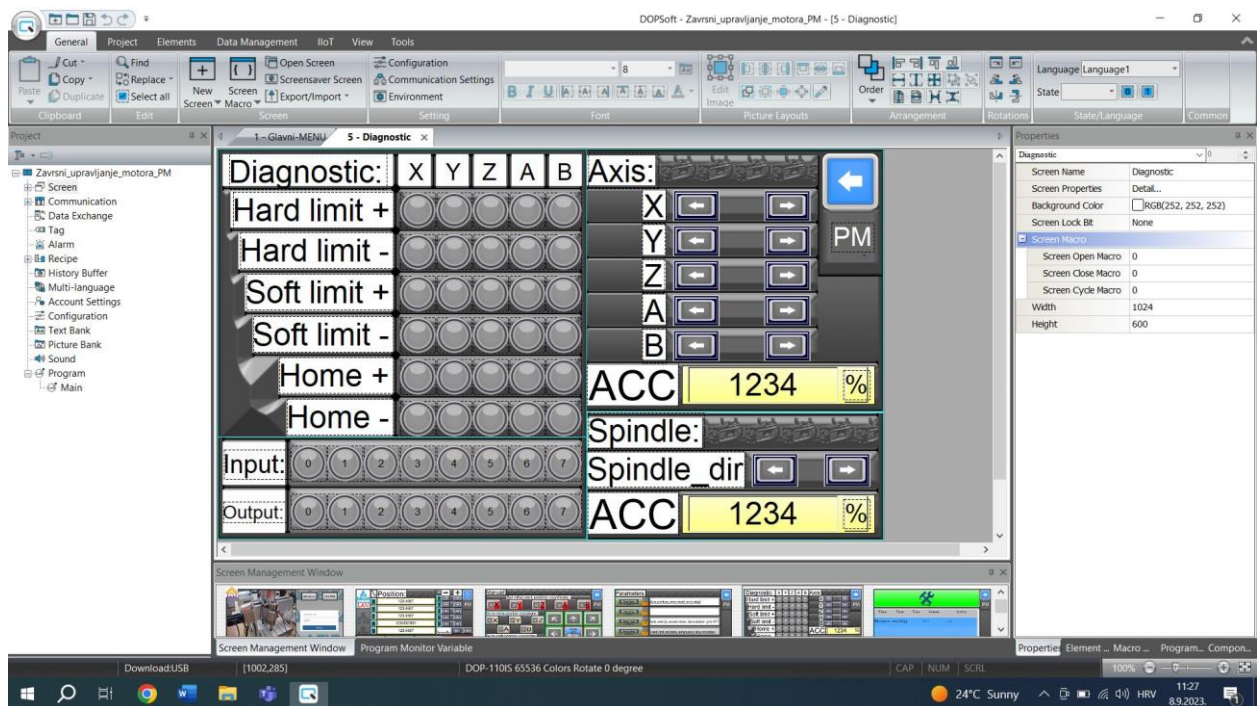 DOPSoft - Zavrsni_upravljanje_motora_PM - [5 - Diagnostic]
General Project Elements Data Management IIoT View Tools
Paste
Cut
Copy
Duplicate
Clipboard
Find
Replace
Select all
Edit
New Screen
Screen Macro
Open Screen
Screensaver Screen
Export/Import
Screen
Configuration
Communication Settings
Environment
Setting
8
B I U
Font
Edit Image
Picture Layouts
Order
Arrangement
Rotations
Language Language1
State
State/Language
Common
Project
Zavrsni_upravljanje_motora_PM
Screen
Communication
Data Exchange
Tag
Alarm
Recipe
History Buffer
Multi-language
Account Settings
Configuration
Text Bank
Picture Bank
Sound
Program
Main
1 - Glavni-MENU 5 - Diagnostic
Diagnostic: X Y Z A B
Hard limit +
Hard limit -
Soft limit +
Soft limit -
Home +
Home -
Input: 0 1 2 3 4 5 6 7
Output: 0 1 2 3 4 5 6 7
Axis:
X
Y
Z
A
B
PM
ACC 1234 %
Spindle:
Spindle_dir
ACC 1234 %
Properties
Diagnostic 0
Screen Name Diagnostic
Screen Properties Detail...
Background Color RGB(252, 252, 252)
Screen Lock Bit None
Screen Macro
Screen Open Macro 0
Screen Close Macro 0
Screen Cycle Macro 0
Width 1024
Height 600
Screen Management Window
Position:
Parameters
ACC 1234 %
Screen Management Window Program Monitor Variable
Properties Element ... Macro ... Program... Compon...
Download:USB [1002,285] DOP-110IS 65536 Colors Rotate 0 degree CAP NUM SCRL 100%
24°C Sunny HRV 11:27
8.9.2023.